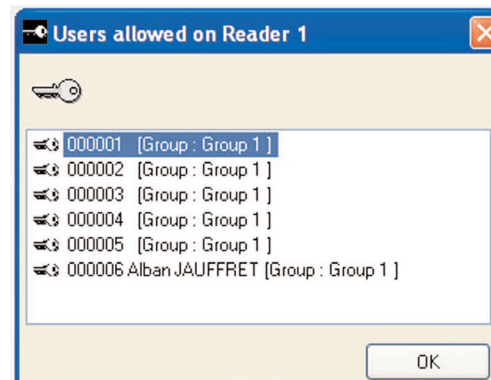 Users allowed on Reader 1
000001 [Group : Group 1 ]
000002 [Group : Group 1 ]
000003 [Group : Group 1 ]
000004 [Group : Group 1 ]
000005 [Group : Group 1 ]
000006 Alban JAUFFRET [Group : Group 1 ]
OK